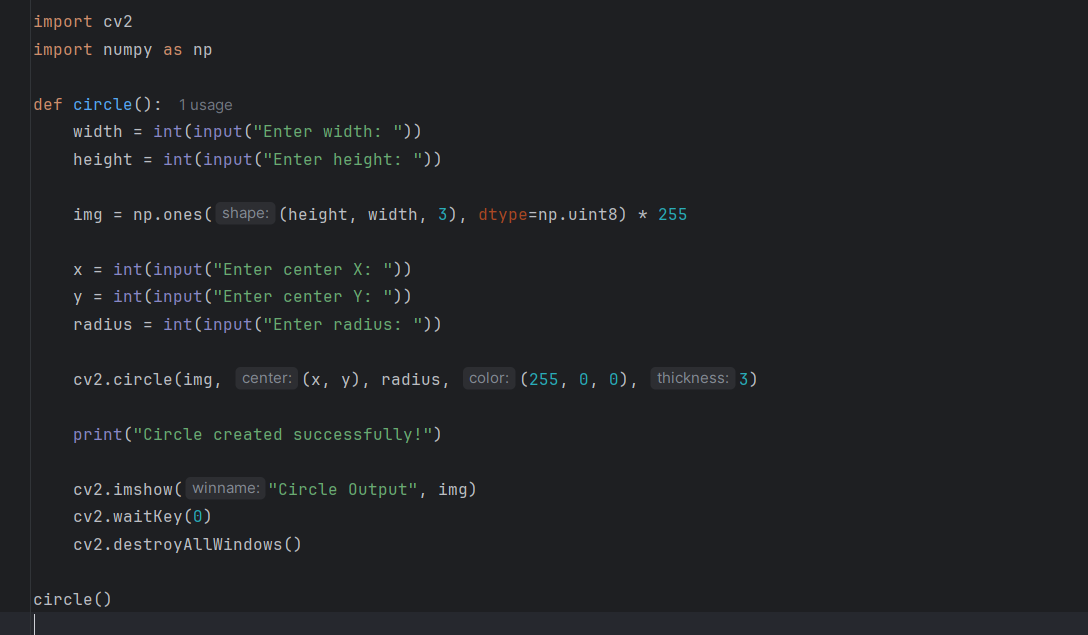 import cv2
import numpy as np
def circle():  1 usage
    width = int(input("Enter width: "))
    height = int(input("Enter height: "))
    img = np.ones( shape: (height, width, 3), dtype=np.uint8) * 255
    x = int(input("Enter center X: "))
    y = int(input("Enter center Y: "))
    radius = int(input("Enter radius: "))
    cv2.circle(img, center: (x, y), radius, color: (255, 0, 0), thickness: 3)
    print("Circle created successfully!")
    cv2.imshow( winname: "Circle Output", img)
    cv2.waitKey(0)
    cv2.destroyAllWindows()
circle()